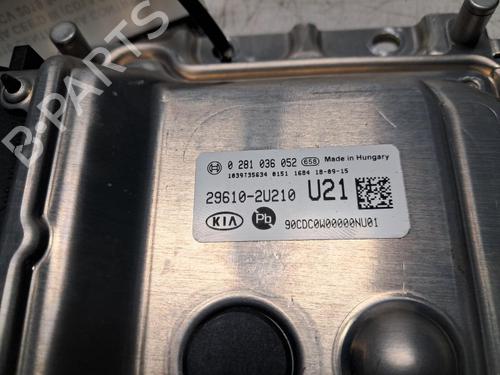 B-PARTS
0 281 036 052 658 Made in Hungary
1039735634 0151 1684 18-09-15
29610-2U210 U21
KIA Pb 90CDC0W00000NU01